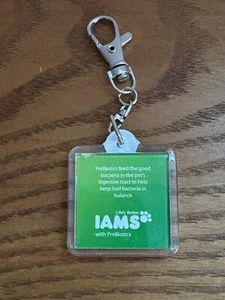 PreBiotics feed the good
bacteria in the pet's
digestive tract to help
keep bad bacteria in
balance
Life's Better
IAMS
with PreBiotics